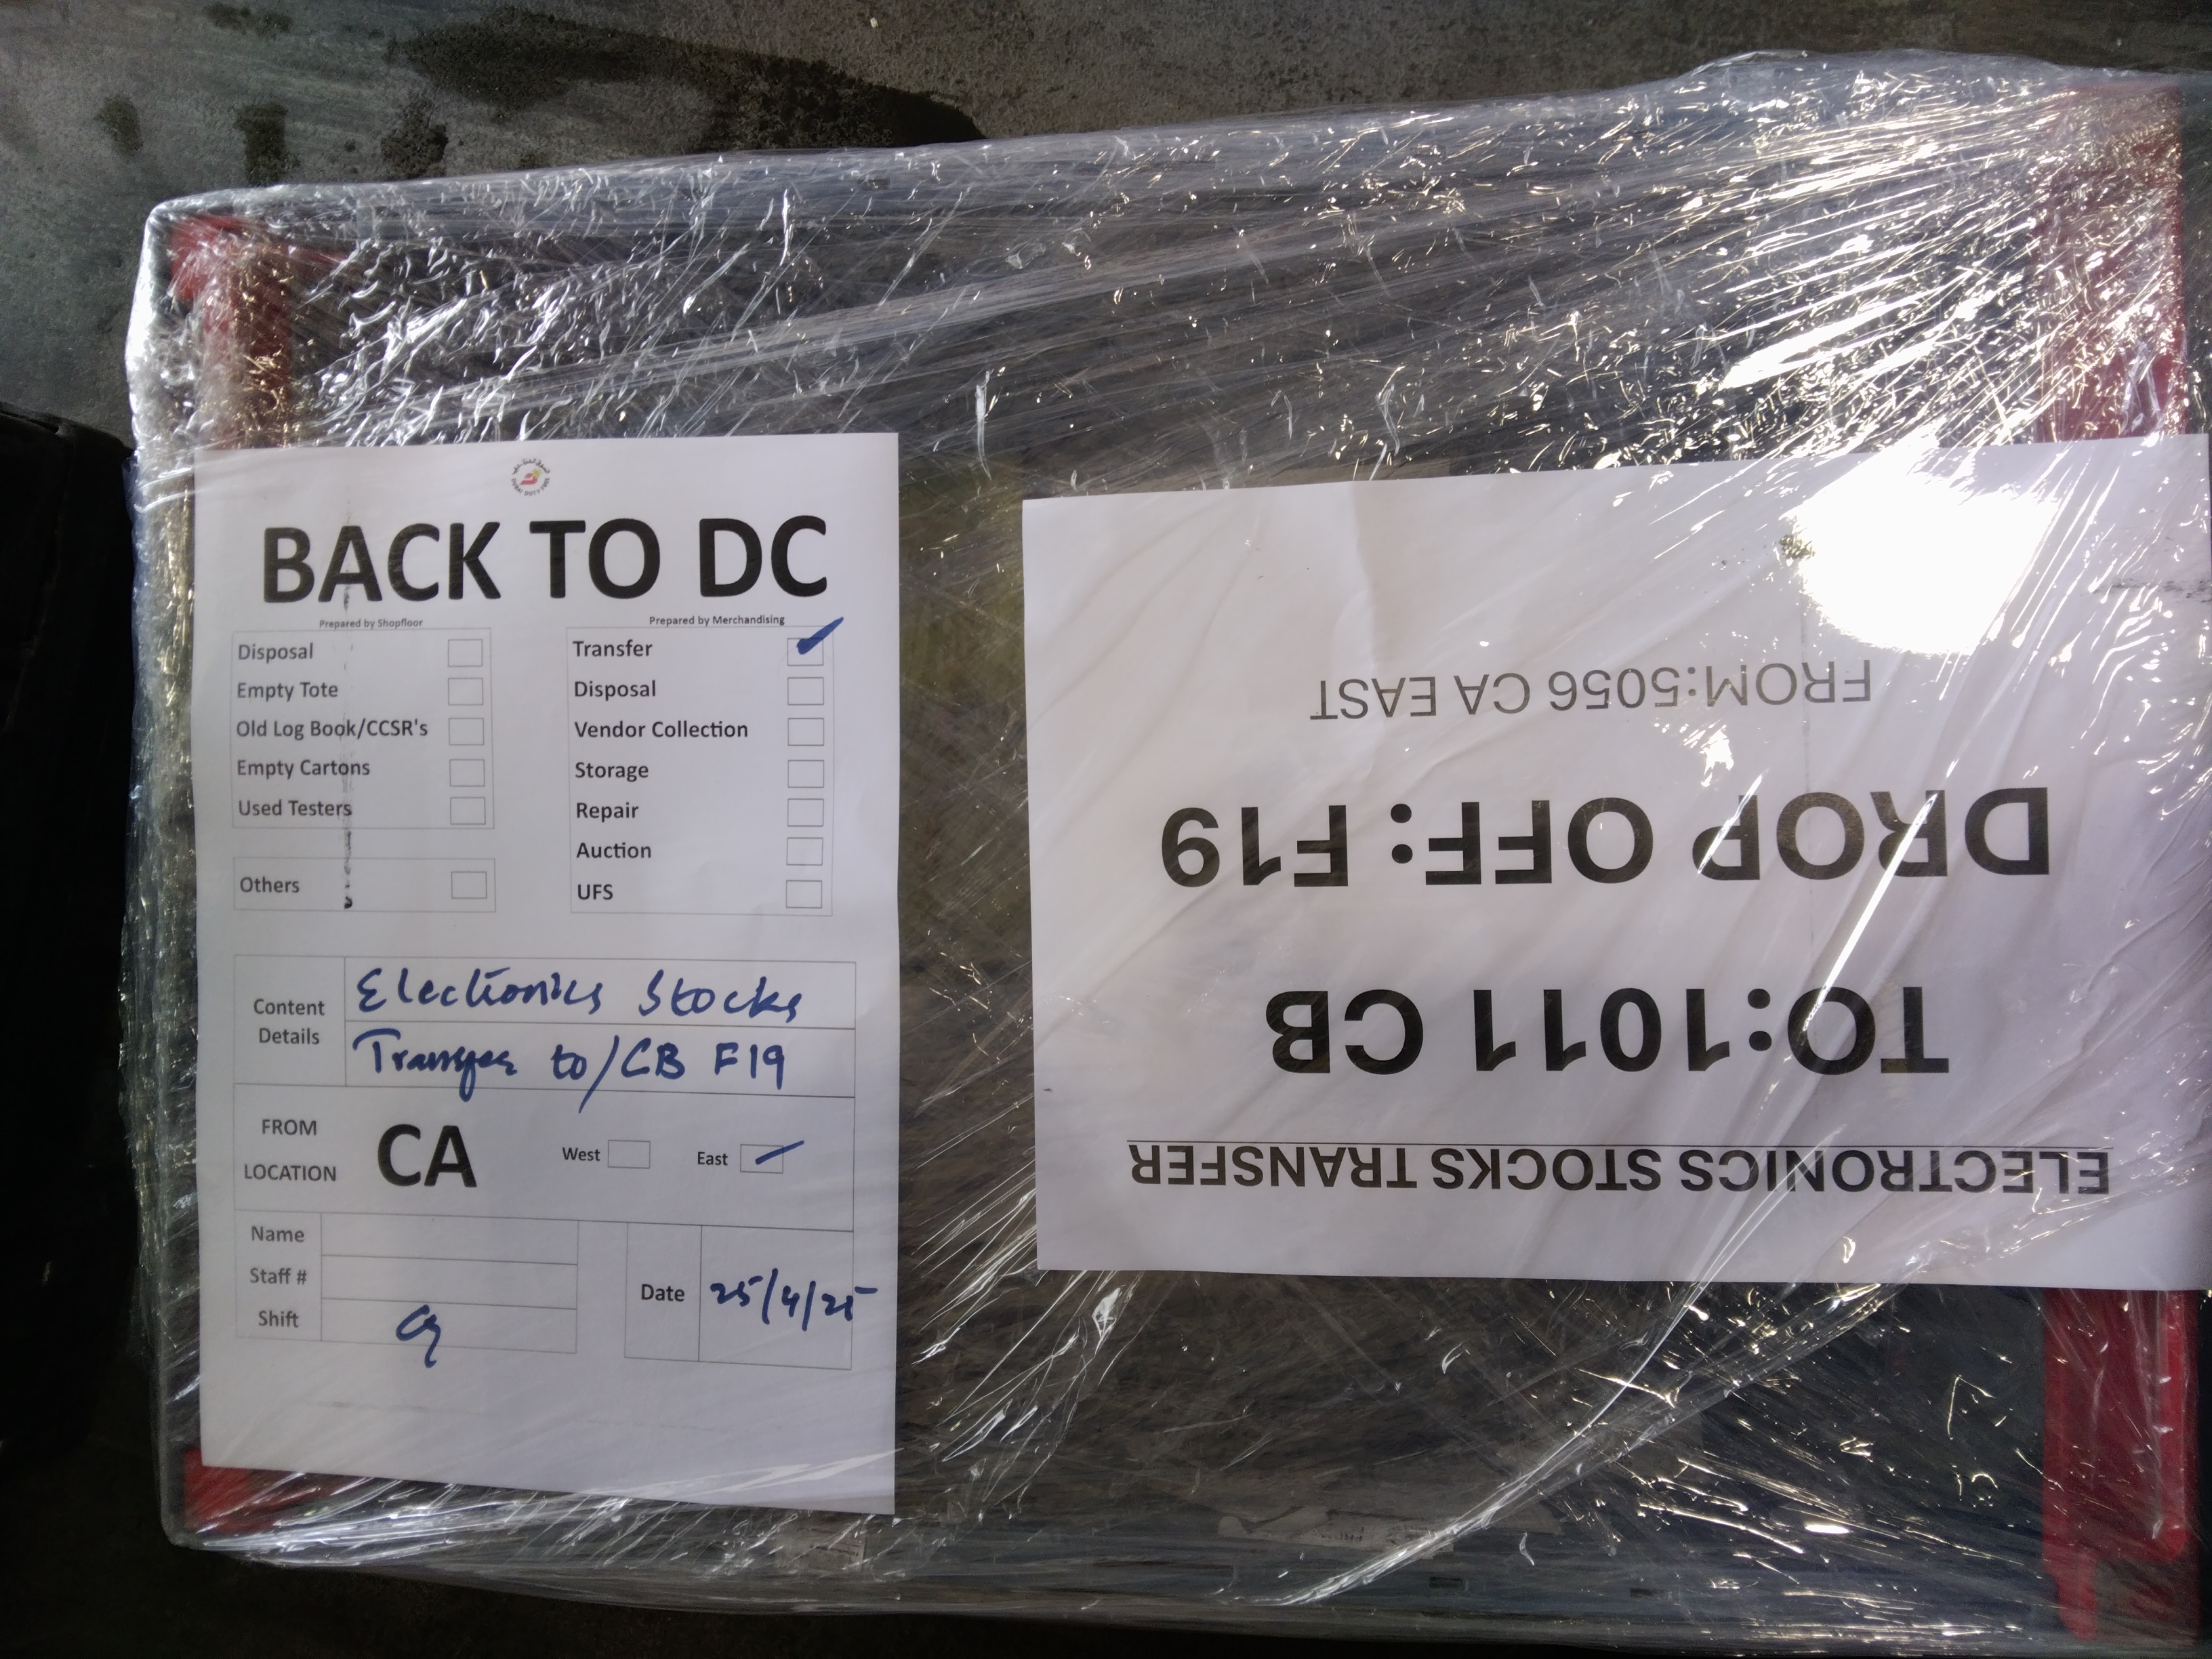 DUBAI DUTY FREE
BACK TO DC
Prepared by Shopfloor
Disposal
Empty Tote
Old Log Book/CCSR's
Empty Cartons
Used Testers
Others
Prepared by Merchandising
Transfer
Disposal
Vendor Collection
Storage
Repair
Auction
UFS
Content Details
Electronics Stocks
Transfer to/CB F19
FROM LOCATION
CA
West
East
Name
Staff #
Shift
Date 25/4/25
ELECTRONICS STOCKS TRANSFER
TO:1011 CB
DROP OFF: F19
FROM:5056 CA EAST